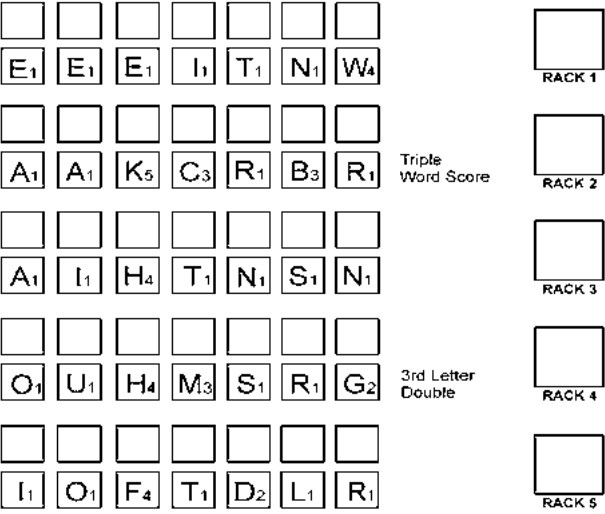 E1 E1 E1 I1 T1 N1 W4
RACK 1
A1 A1 K5 C3 R1 B3 R1
Triple
Word Score
RACK 2
A1 I1 H4 T1 N1 S1 N1
RACK 3
O1 U1 H4 M3 S1 R1 G2
3rd Letter
Double
RACK 4
I1 O1 F4 T1 D2 L1 R1
RACK 5